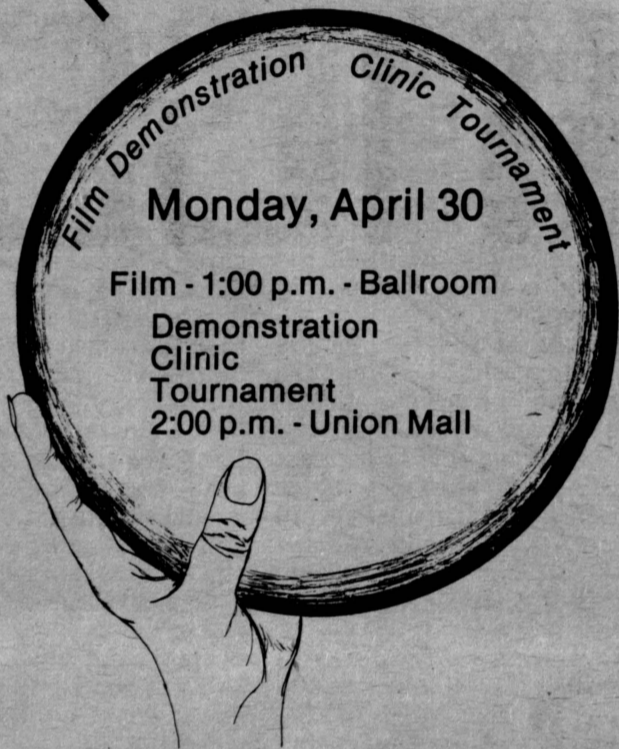 Film Demonstration Clinic Tournament
Monday, April 30
Film - 1:00 p.m. - Ballroom
Demonstration
Clinic
Tournament
2:00 p.m. - Union Mall